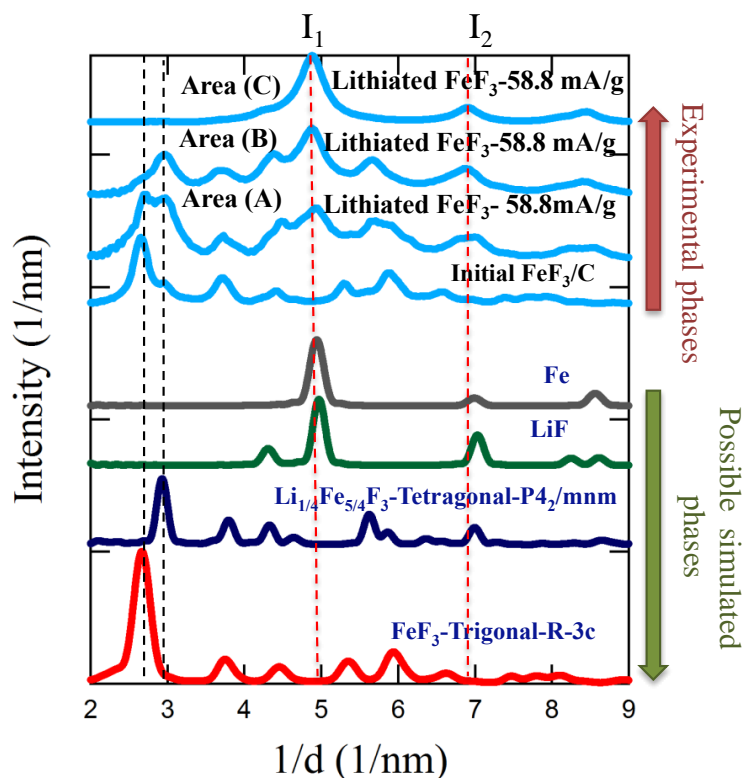 I₁ I₂
Area (C) Lithiated FeF₃-58.8 mA/g
Area (B) Lithiated FeF₃-58.8 mA/g
Area (A) Lithiated FeF₃- 58.8mA/g
Initial FeF₃/C
Fe
LiF
Li₁/₄Fe₅/₄F₃-Tetragonal-P4₂/mnm
FeF₃-Trigonal-R-3c
2 3 4 5 6 7 8 9
1/d (1/nm)
Intensity (1/nm)
Experimental phases
Possible simulated
phases